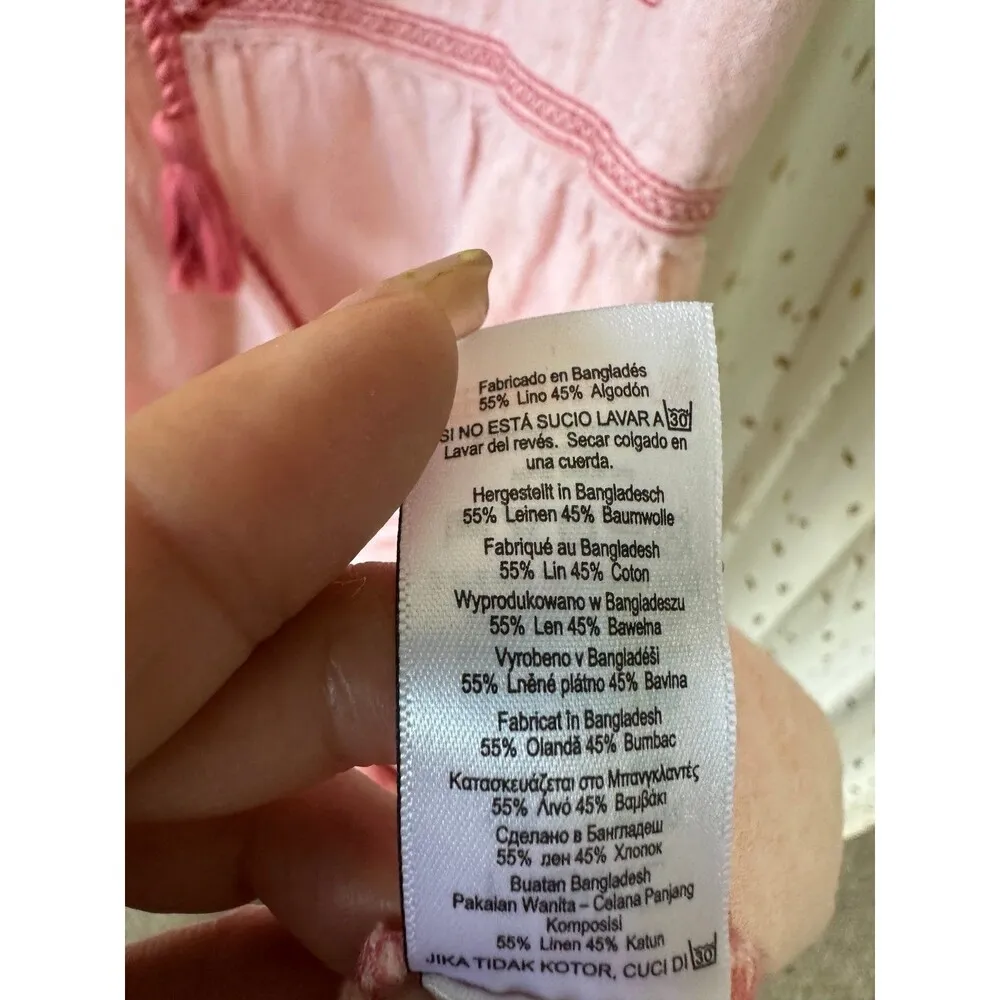 Fabricado en Bangladés
55% Lino 45% Algodón
SI NO ESTÁ SUCIO LAVAR A 30
Lavar del revés. Secar colgado en
una cuerda.
Hergestellt in Bangladesch
55% Leinen 45% Baumwolle
Fabriqué au Bangladesh
55% Lin 45% Coton
Wyprodukowano w Bangladeszu
55% Len 45% Bawełna
Vyrobeno v Bangladéši
55% Lněné plátno 45% Bavlna
Fabricat în Bangladesh
55% Olandă 45% Bumbac
Κατασκευάζεται στο Μπανγκλαντές
55% Λινό 45% Βαμβάκι
Сделано в Бангладеш
55% лен 45% Хлопок
Buatan Bangladesh
Pakaian Wanita – Celana Panjang
Komposisi
55% Linen 45% Katun
JIKA TIDAK KOTOR, CUCI DI 30